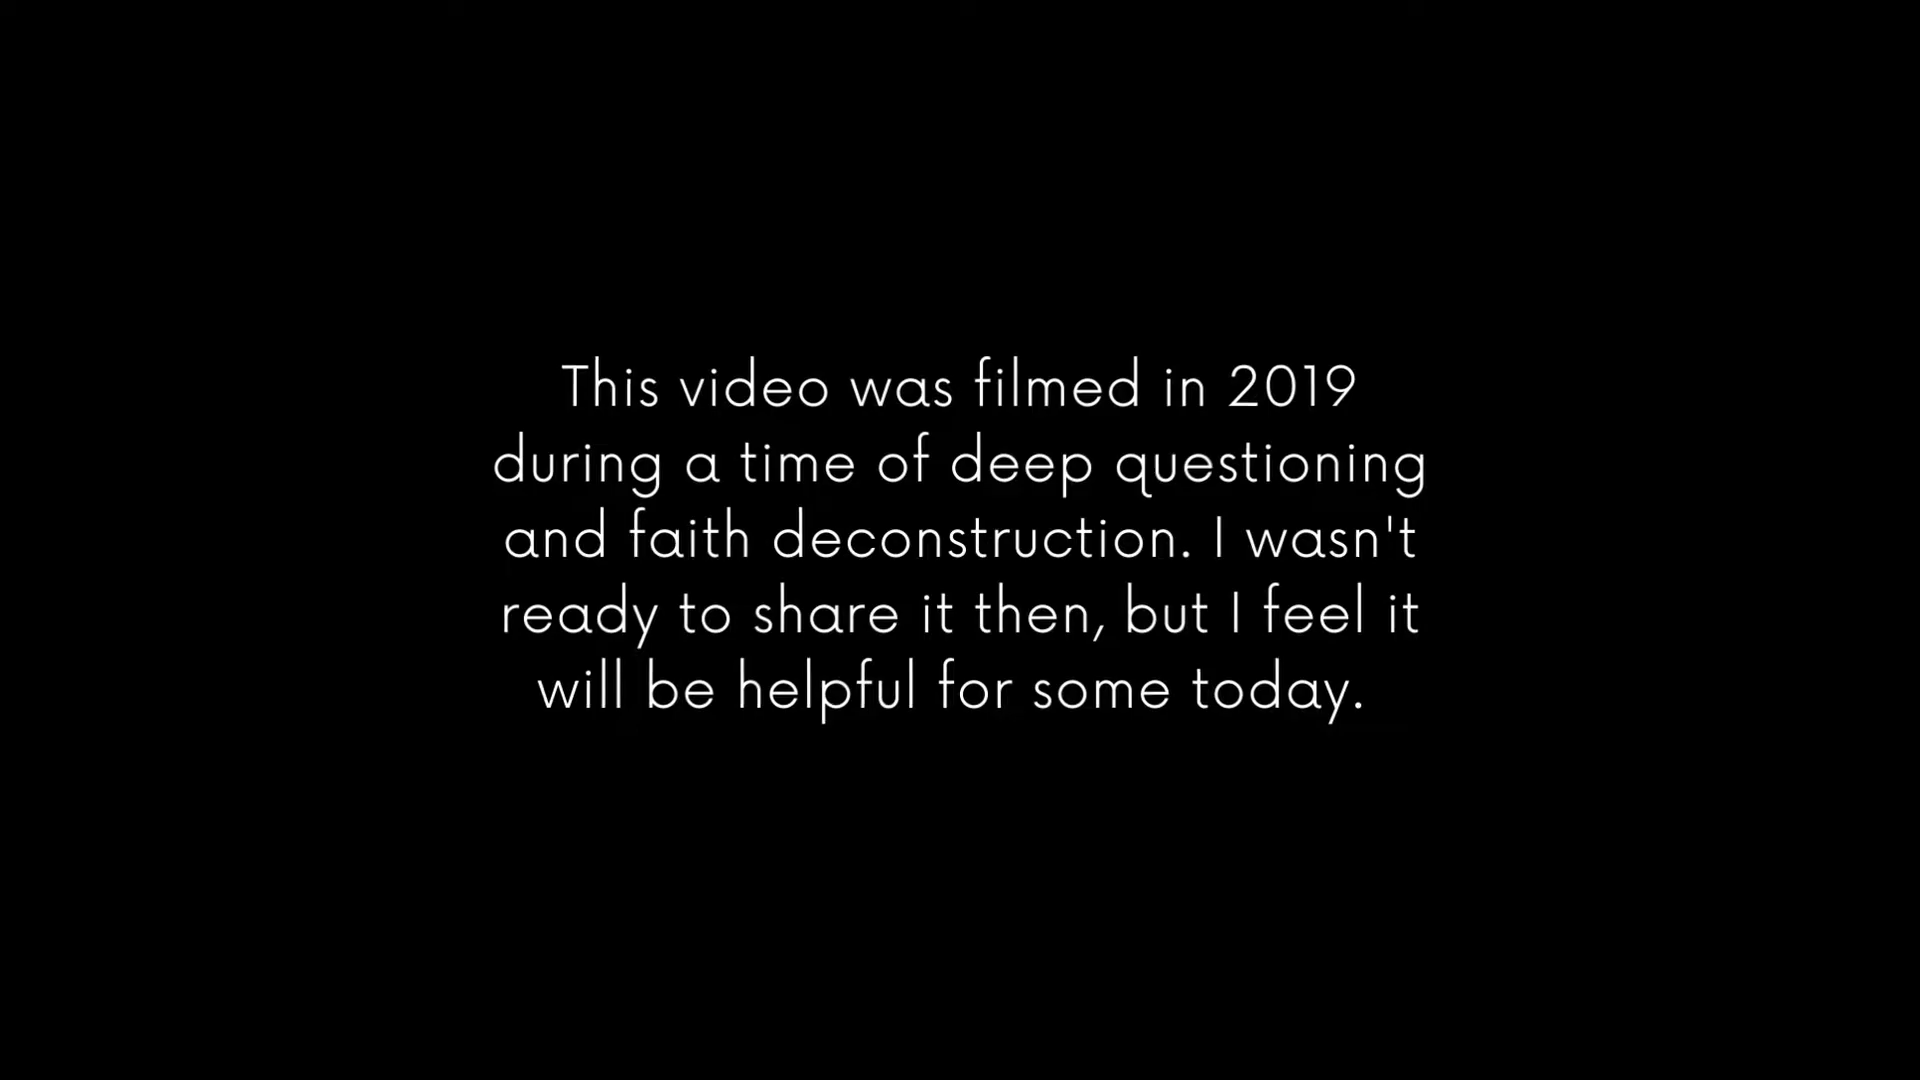 This video was filmed in 2019
during a time of deep questioning
and faith deconstruction. I wasn't
ready to share it then, but I feel it
will be helpful for some today.